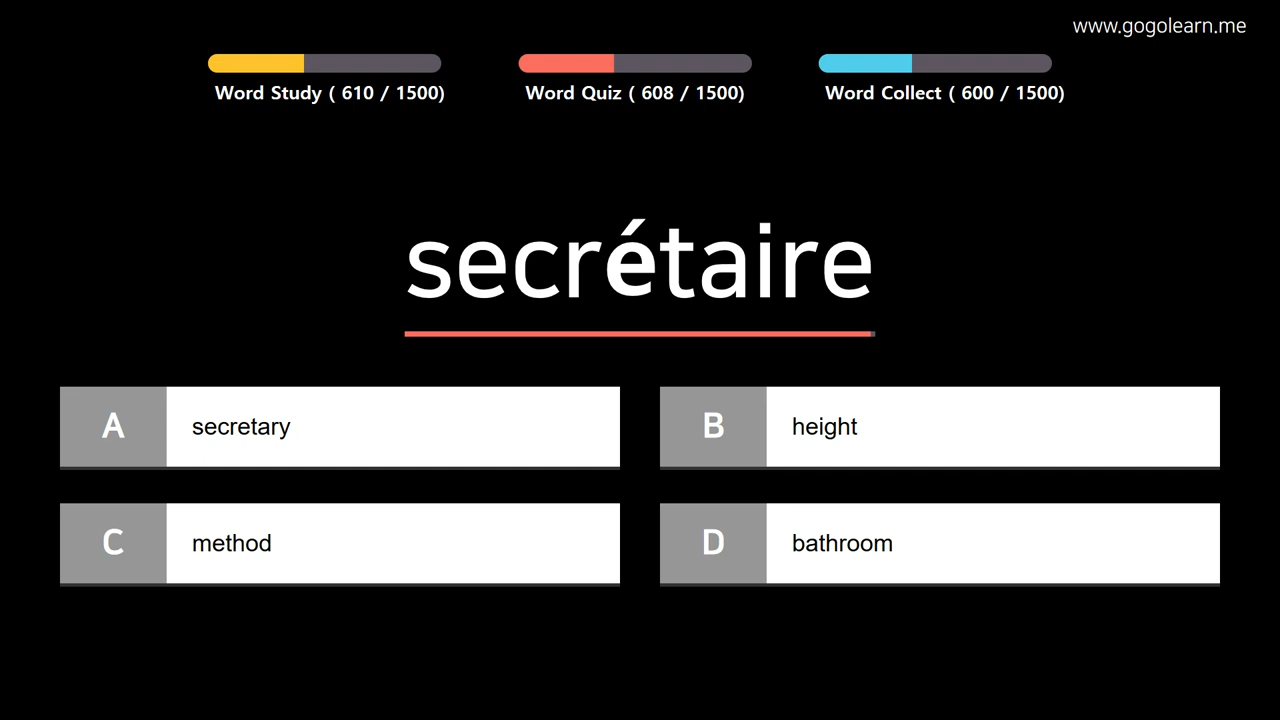 www.gogolearn.me
Word Study ( 610 / 1500)
Word Quiz ( 608 / 1500)
Word Collect ( 600 / 1500)
secrétaire
A secretary
B height
C method
D bathroom